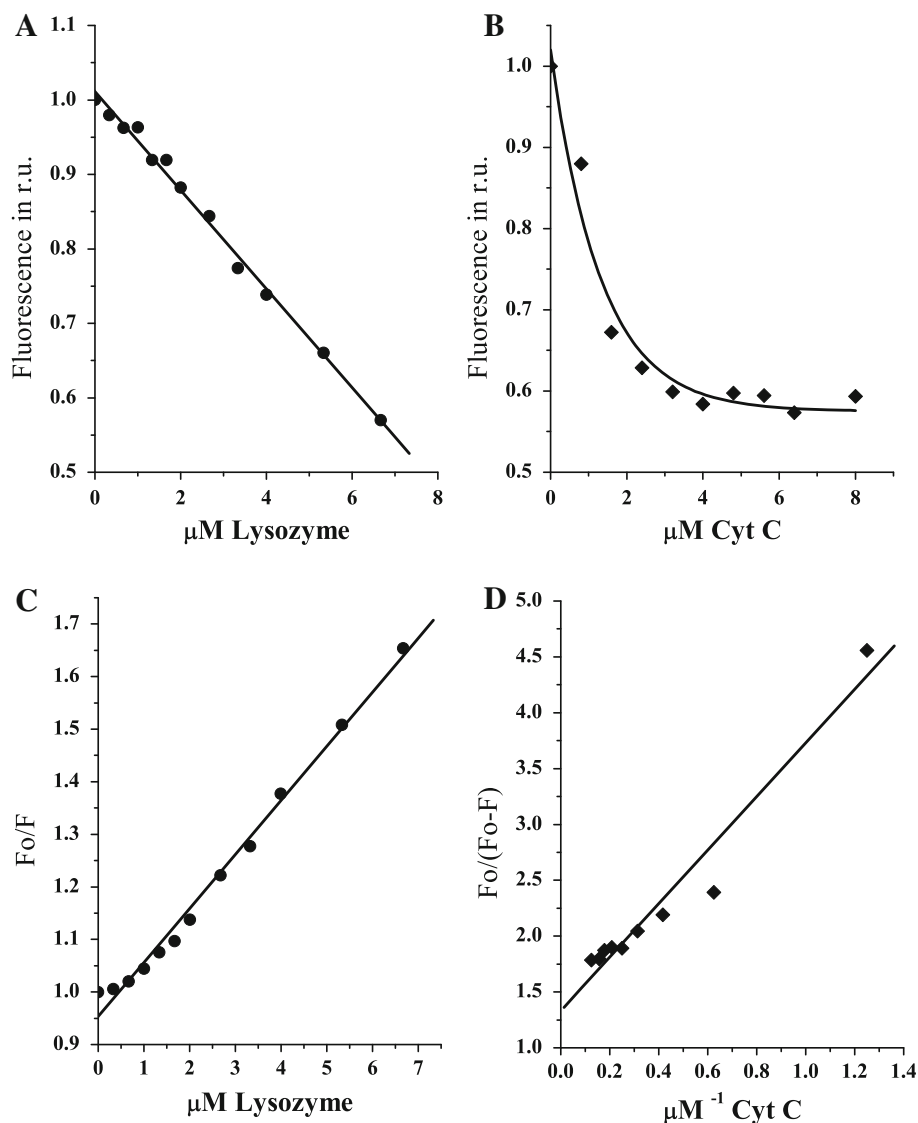 A
1.1
1.0
0.9
0.8
0.7
0.6
0.5
Fluorescence in r.u.
0 2 4 6 8
μM Lysozyme
B
1.0
0.9
0.8
0.7
0.6
0.5
Fluorescence in r.u.
0 2 4 6 8
μM Cyt C
C
1.7
1.6
1.5
1.4
1.3
1.2
1.1
1.0
0.9
Fo/F
0 1 2 3 4 5 6 7
μM Lysozyme
D
5.0
4.5
4.0
3.5
3.0
2.5
2.0
1.5
1.0
Fo/(Fo-F)
0.0 0.2 0.4 0.6 0.8 1.0 1.2 1.4
μM⁻¹ Cyt C